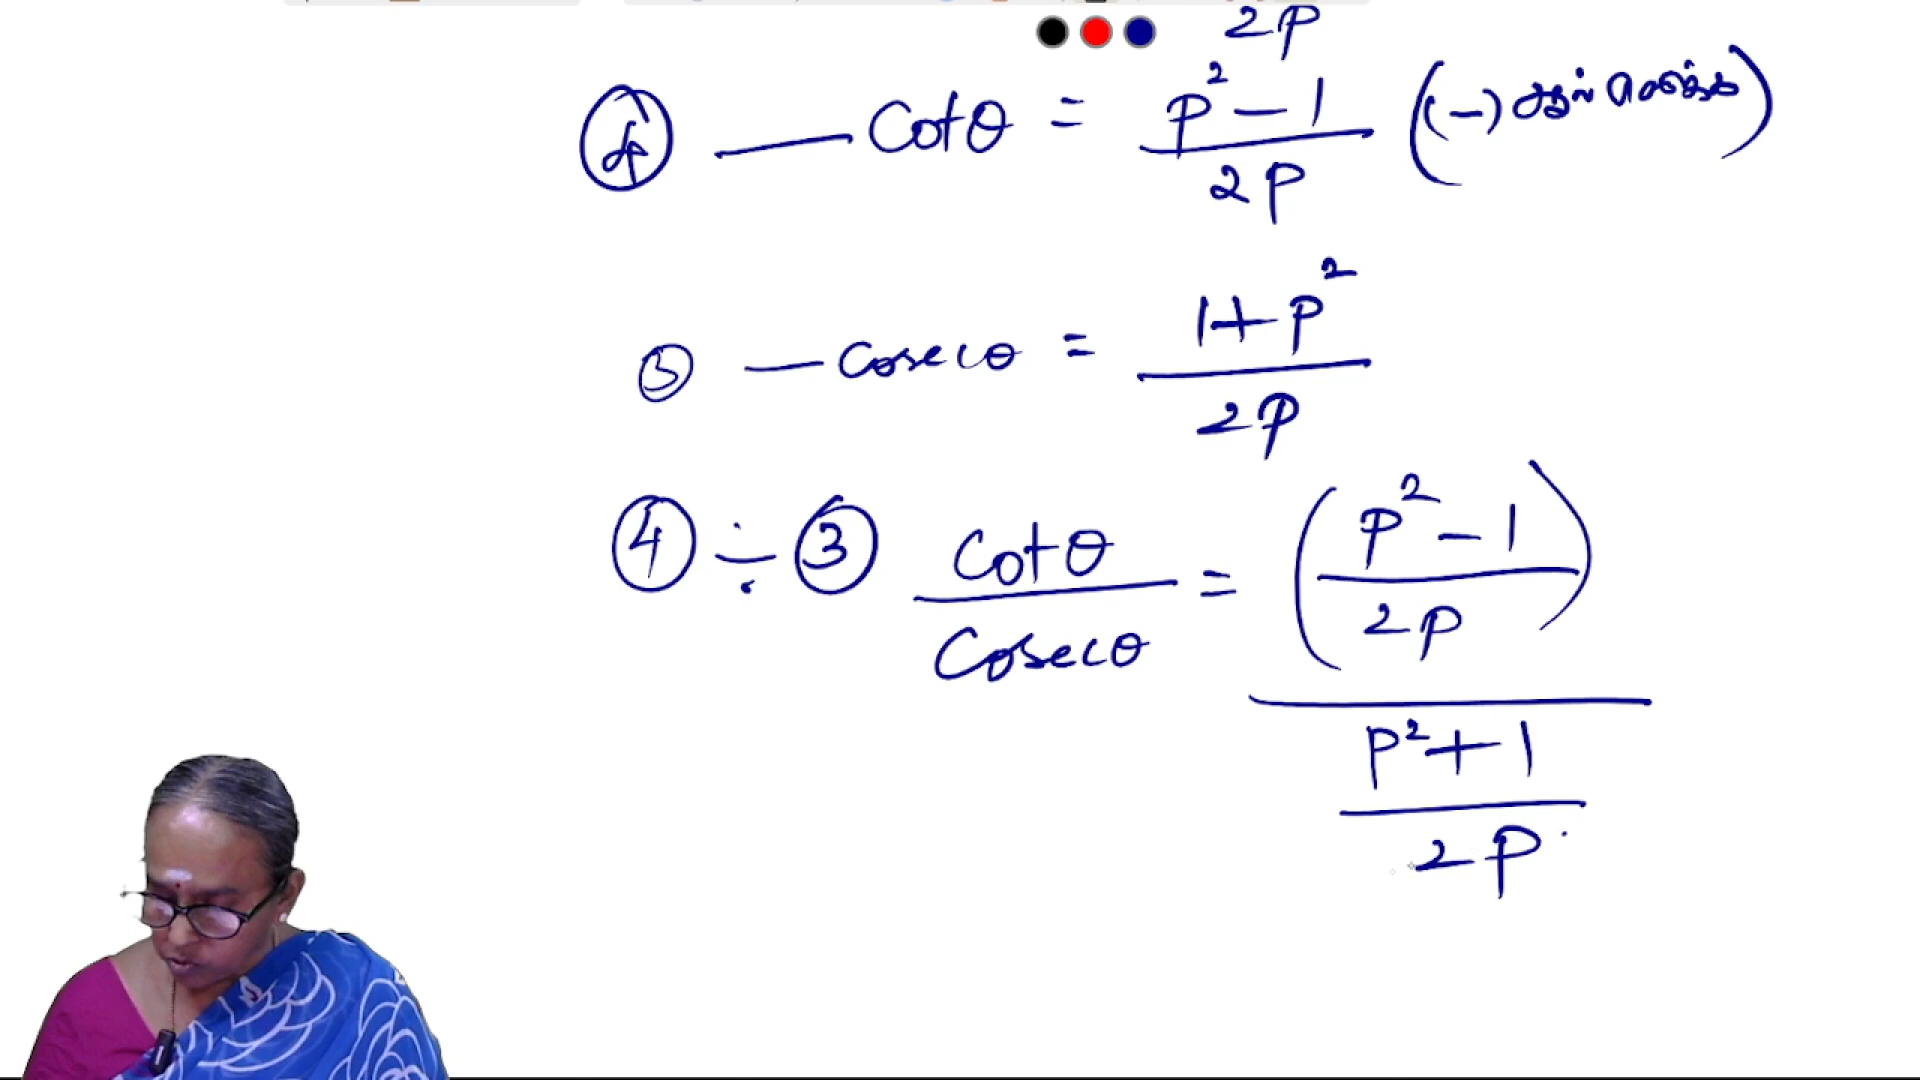 2P
④ — Cotθ = P² - 1 / 2P ((-)
③ — Cosecθ = 1+P² / 2P
④ ÷ ③ Cotθ / Cosecθ = (P² - 1 / 2P) / P² + 1 / 2P